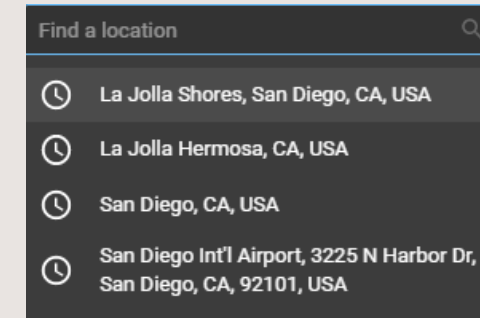 Find a location
La Jolla Shores, San Diego, CA, USA
La Jolla Hermosa, CA, USA
San Diego, CA, USA
San Diego Int'l Airport, 3225 N Harbor Dr,
San Diego, CA, 92101, USA